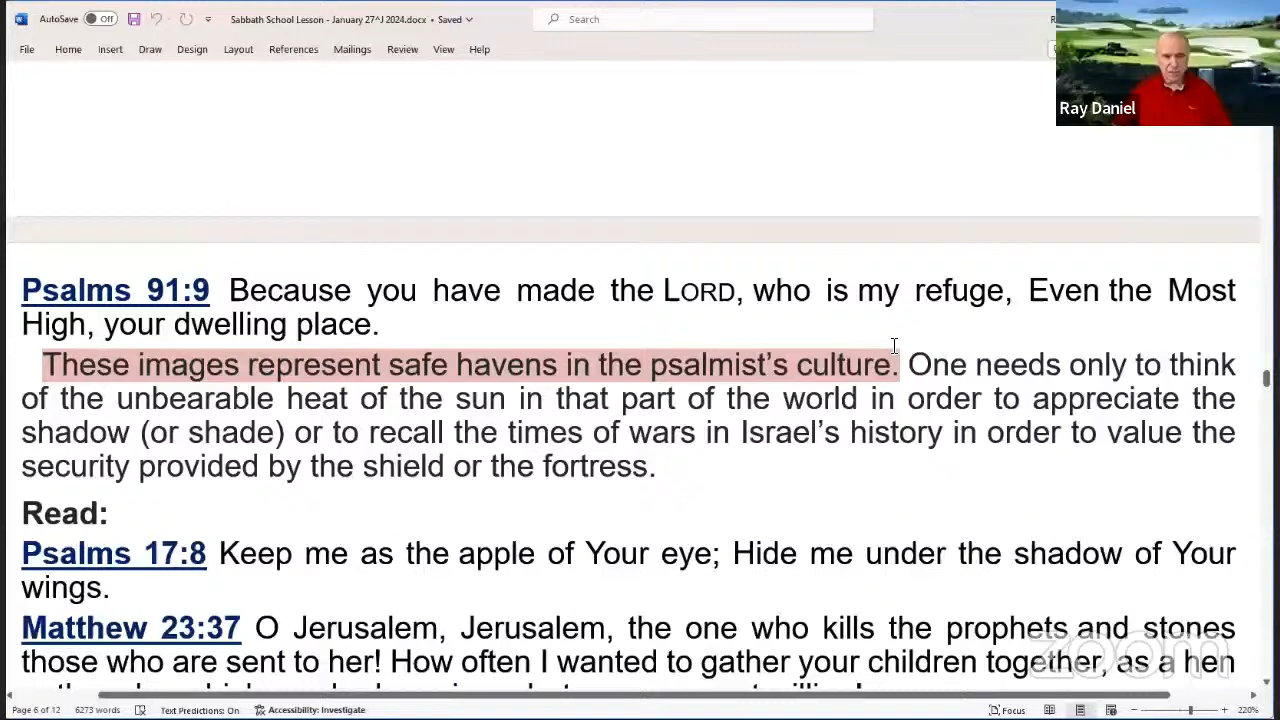 AutoSave Off Sabbath School Lesson - January 27^J 2024.docx • Saved Search R
File Home Insert Draw Design Layout References Mailings Review View Help
Ray Daniel
Psalms 91:9 Because you have made the LORD, who is my refuge, Even the Most
High, your dwelling place.
These images represent safe havens in the psalmist's culture. One needs only to think
of the unbearable heat of the sun in that part of the world in order to appreciate the
shadow (or shade) or to recall the times of wars in Israel's history in order to value the
security provided by the shield or the fortress.
Read:
Psalms 17:8 Keep me as the apple of Your eye; Hide me under the shadow of Your
wings.
Matthew 23:37 O Jerusalem, Jerusalem, the one who kills the prophets and stones
those who are sent to her! How often I wanted to gather your children together, as a hen
zoom
Page 6 of 12 6273 words Text Predictions: On Accessibility: Investigate Focus 220%